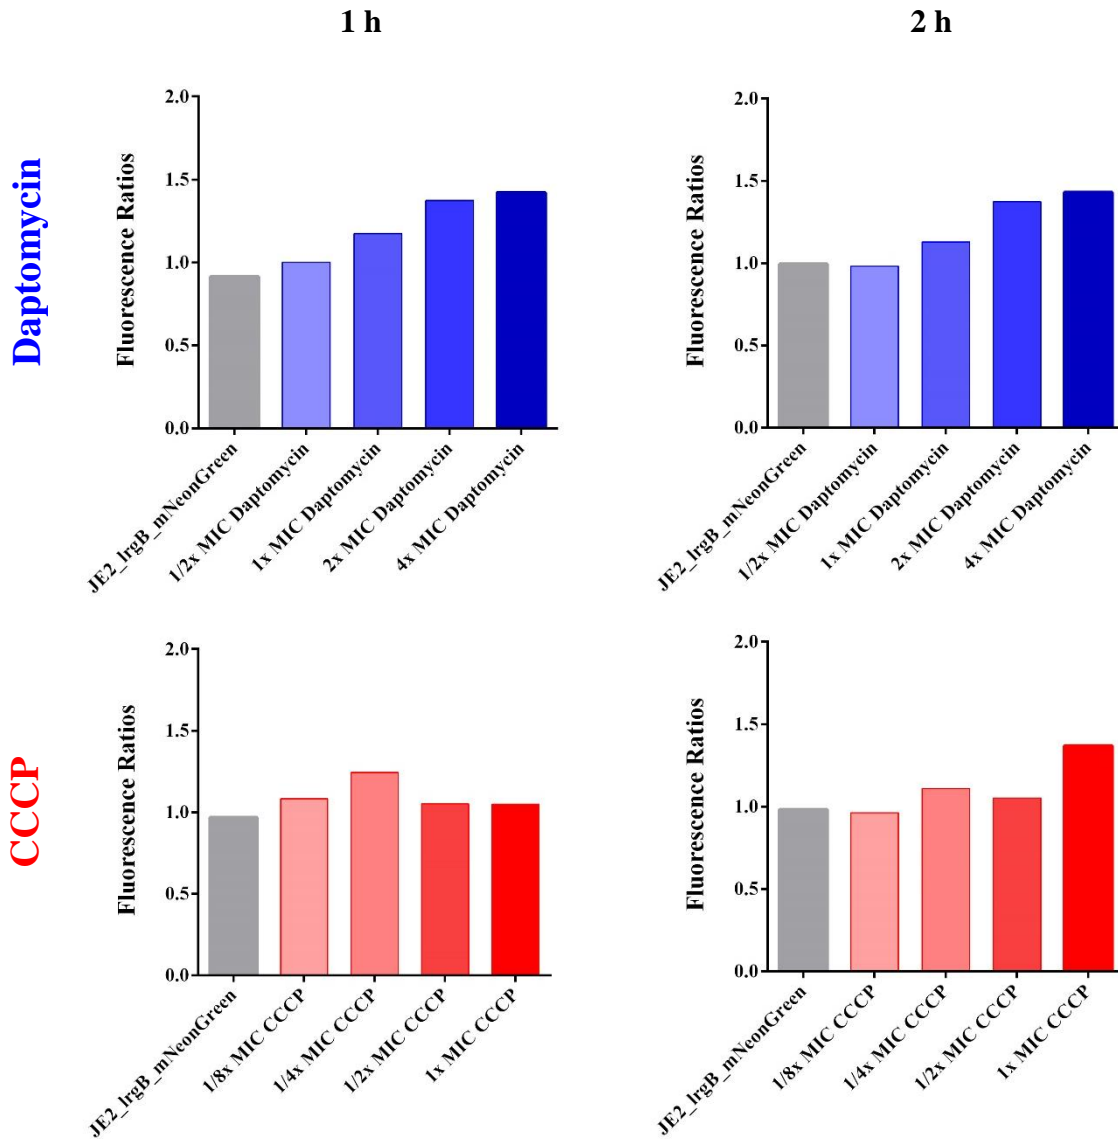 1 h
2 h
Daptomycin
Fluorescence Ratios
2.0
1.5
1.0
0.5
0.0
JE2_lrgB_mNeonGreen
1/2x MIC Daptomycin
1x MIC Daptomycin
2x MIC Daptomycin
4x MIC Daptomycin
Fluorescence Ratios
2.0
1.5
1.0
0.5
0.0
JE2_lrgB_mNeonGreen
1/2x MIC Daptomycin
1x MIC Daptomycin
2x MIC Daptomycin
4x MIC Daptomycin
CCCP
Fluorescence Ratios
2.0
1.5
1.0
0.5
0.0
JE2_lrgB_mNeonGreen
1/8x MIC CCCP
1/4x MIC CCCP
1/2x MIC CCCP
1x MIC CCCP
Fluorescence Ratios
2.0
1.5
1.0
0.5
0.0
JE2_lrgB_mNeonGreen
1/8x MIC CCCP
1/4x MIC CCCP
1/2x MIC CCCP
1x MIC CCCP